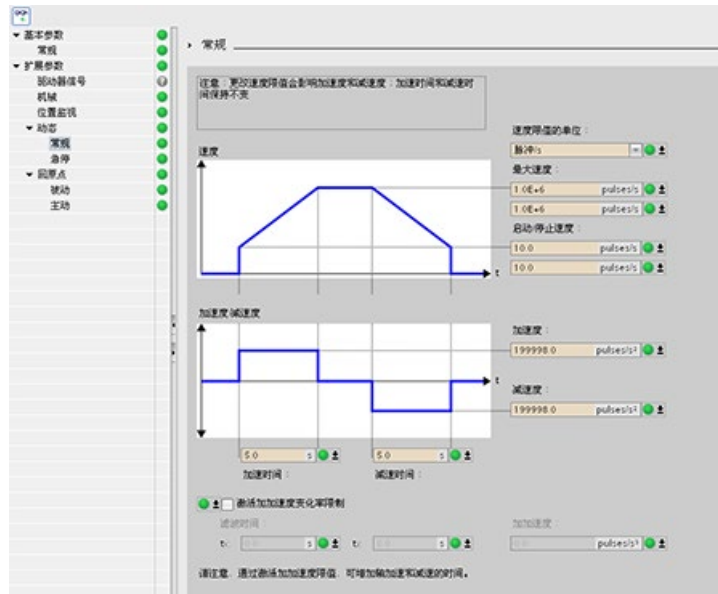 基本参数
常规
扩展参数
驱动器信号
机械
位置监视
动态
常规
急停
回原点
被动
主动
常规
注意：更改速度限值会影响加速度和减速度；加速时间和减速时间保持不变
速度限值的单位：
脉冲/s
最大速度：
1.0E+6 pulses/s
1.0E+6 pulses/s
启动/停止速度：
10.0 pulses/s
10.0 pulses/s
速度
t
加速度/减速度
t
加速度：
199998.0 pulses/s²
减速度：
199998.0 pulses/s²
5.0 s
5.0 s
加速时间：
减速时间：
激活加加速度变化率限制
滤波时间：
加加速度：
s
s
pulses/s³
请注意，通过激活加加速度限值，可增加轴加速和减速的时间。